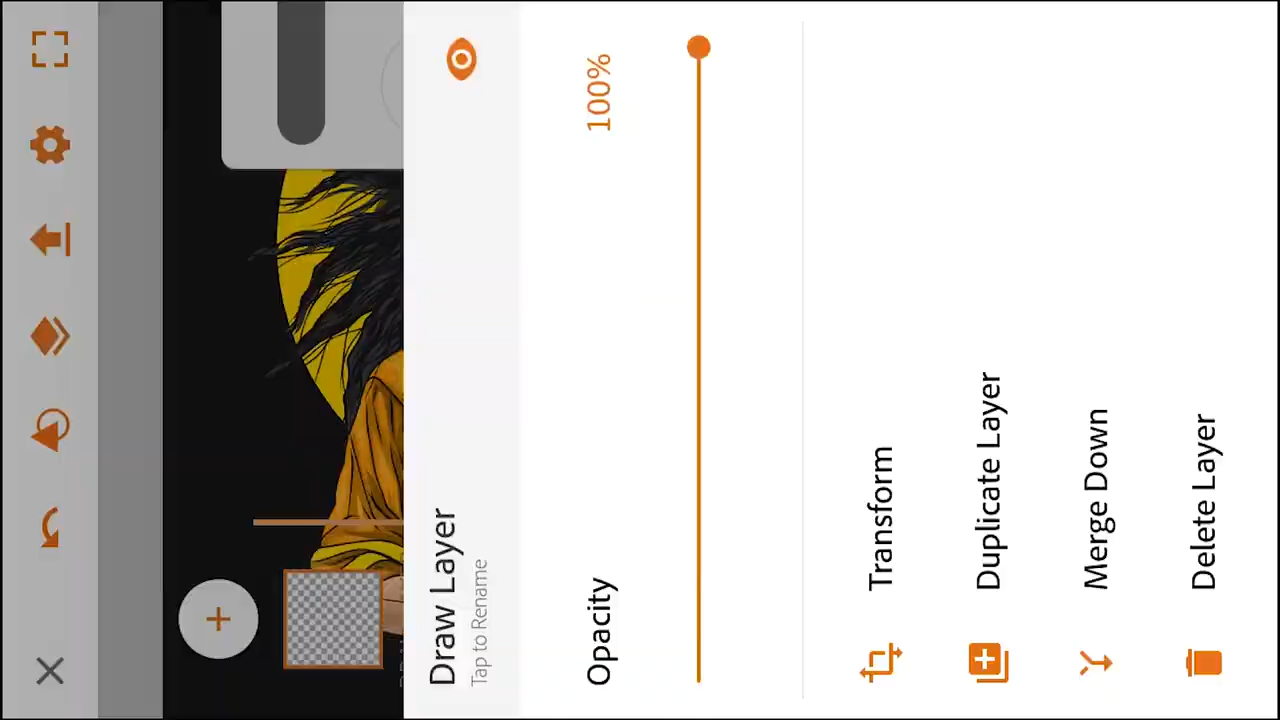 Draw Layer
Tap to Rename
Opacity 100%
Transform
Duplicate Layer
Merge Down
Delete Layer